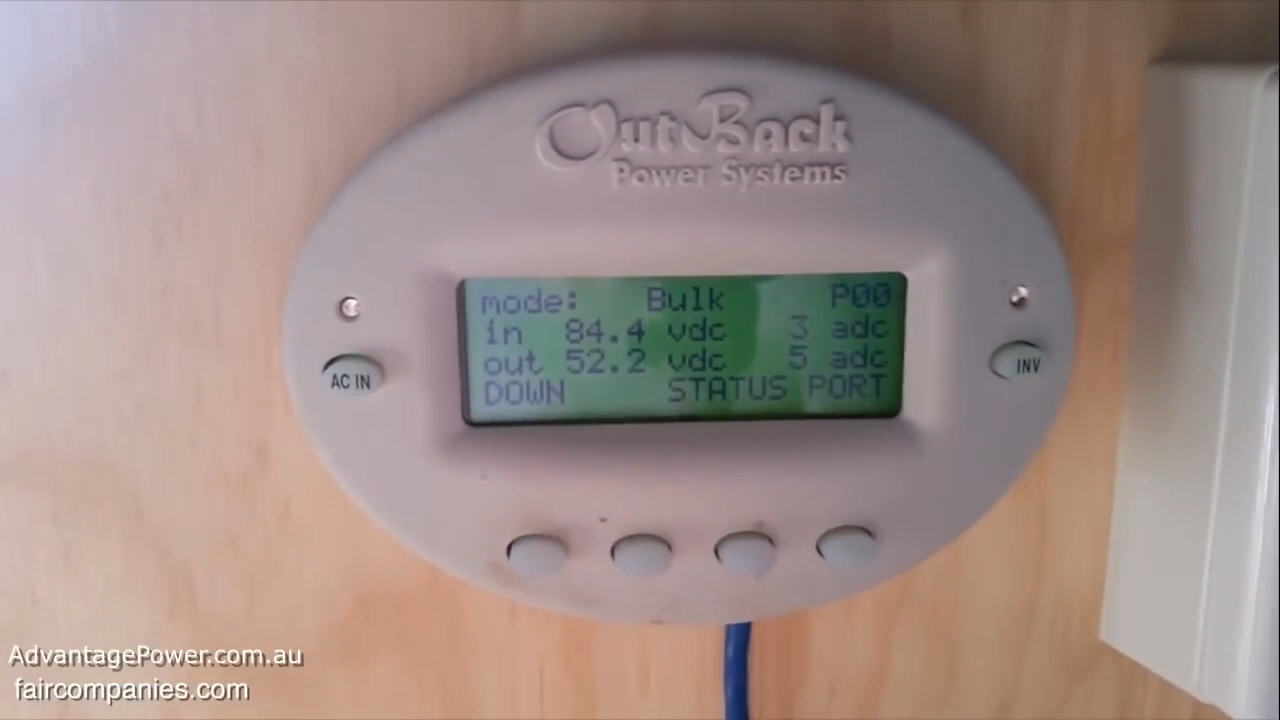 OutBack
Power Systems
mode: Bulk P00
in 84.4 vdc 3 adc
out 52.2 vdc 5 adc
DOWN STATUS PORT
AC IN
INV
AdvantagePower.com.au
faircompanies.com